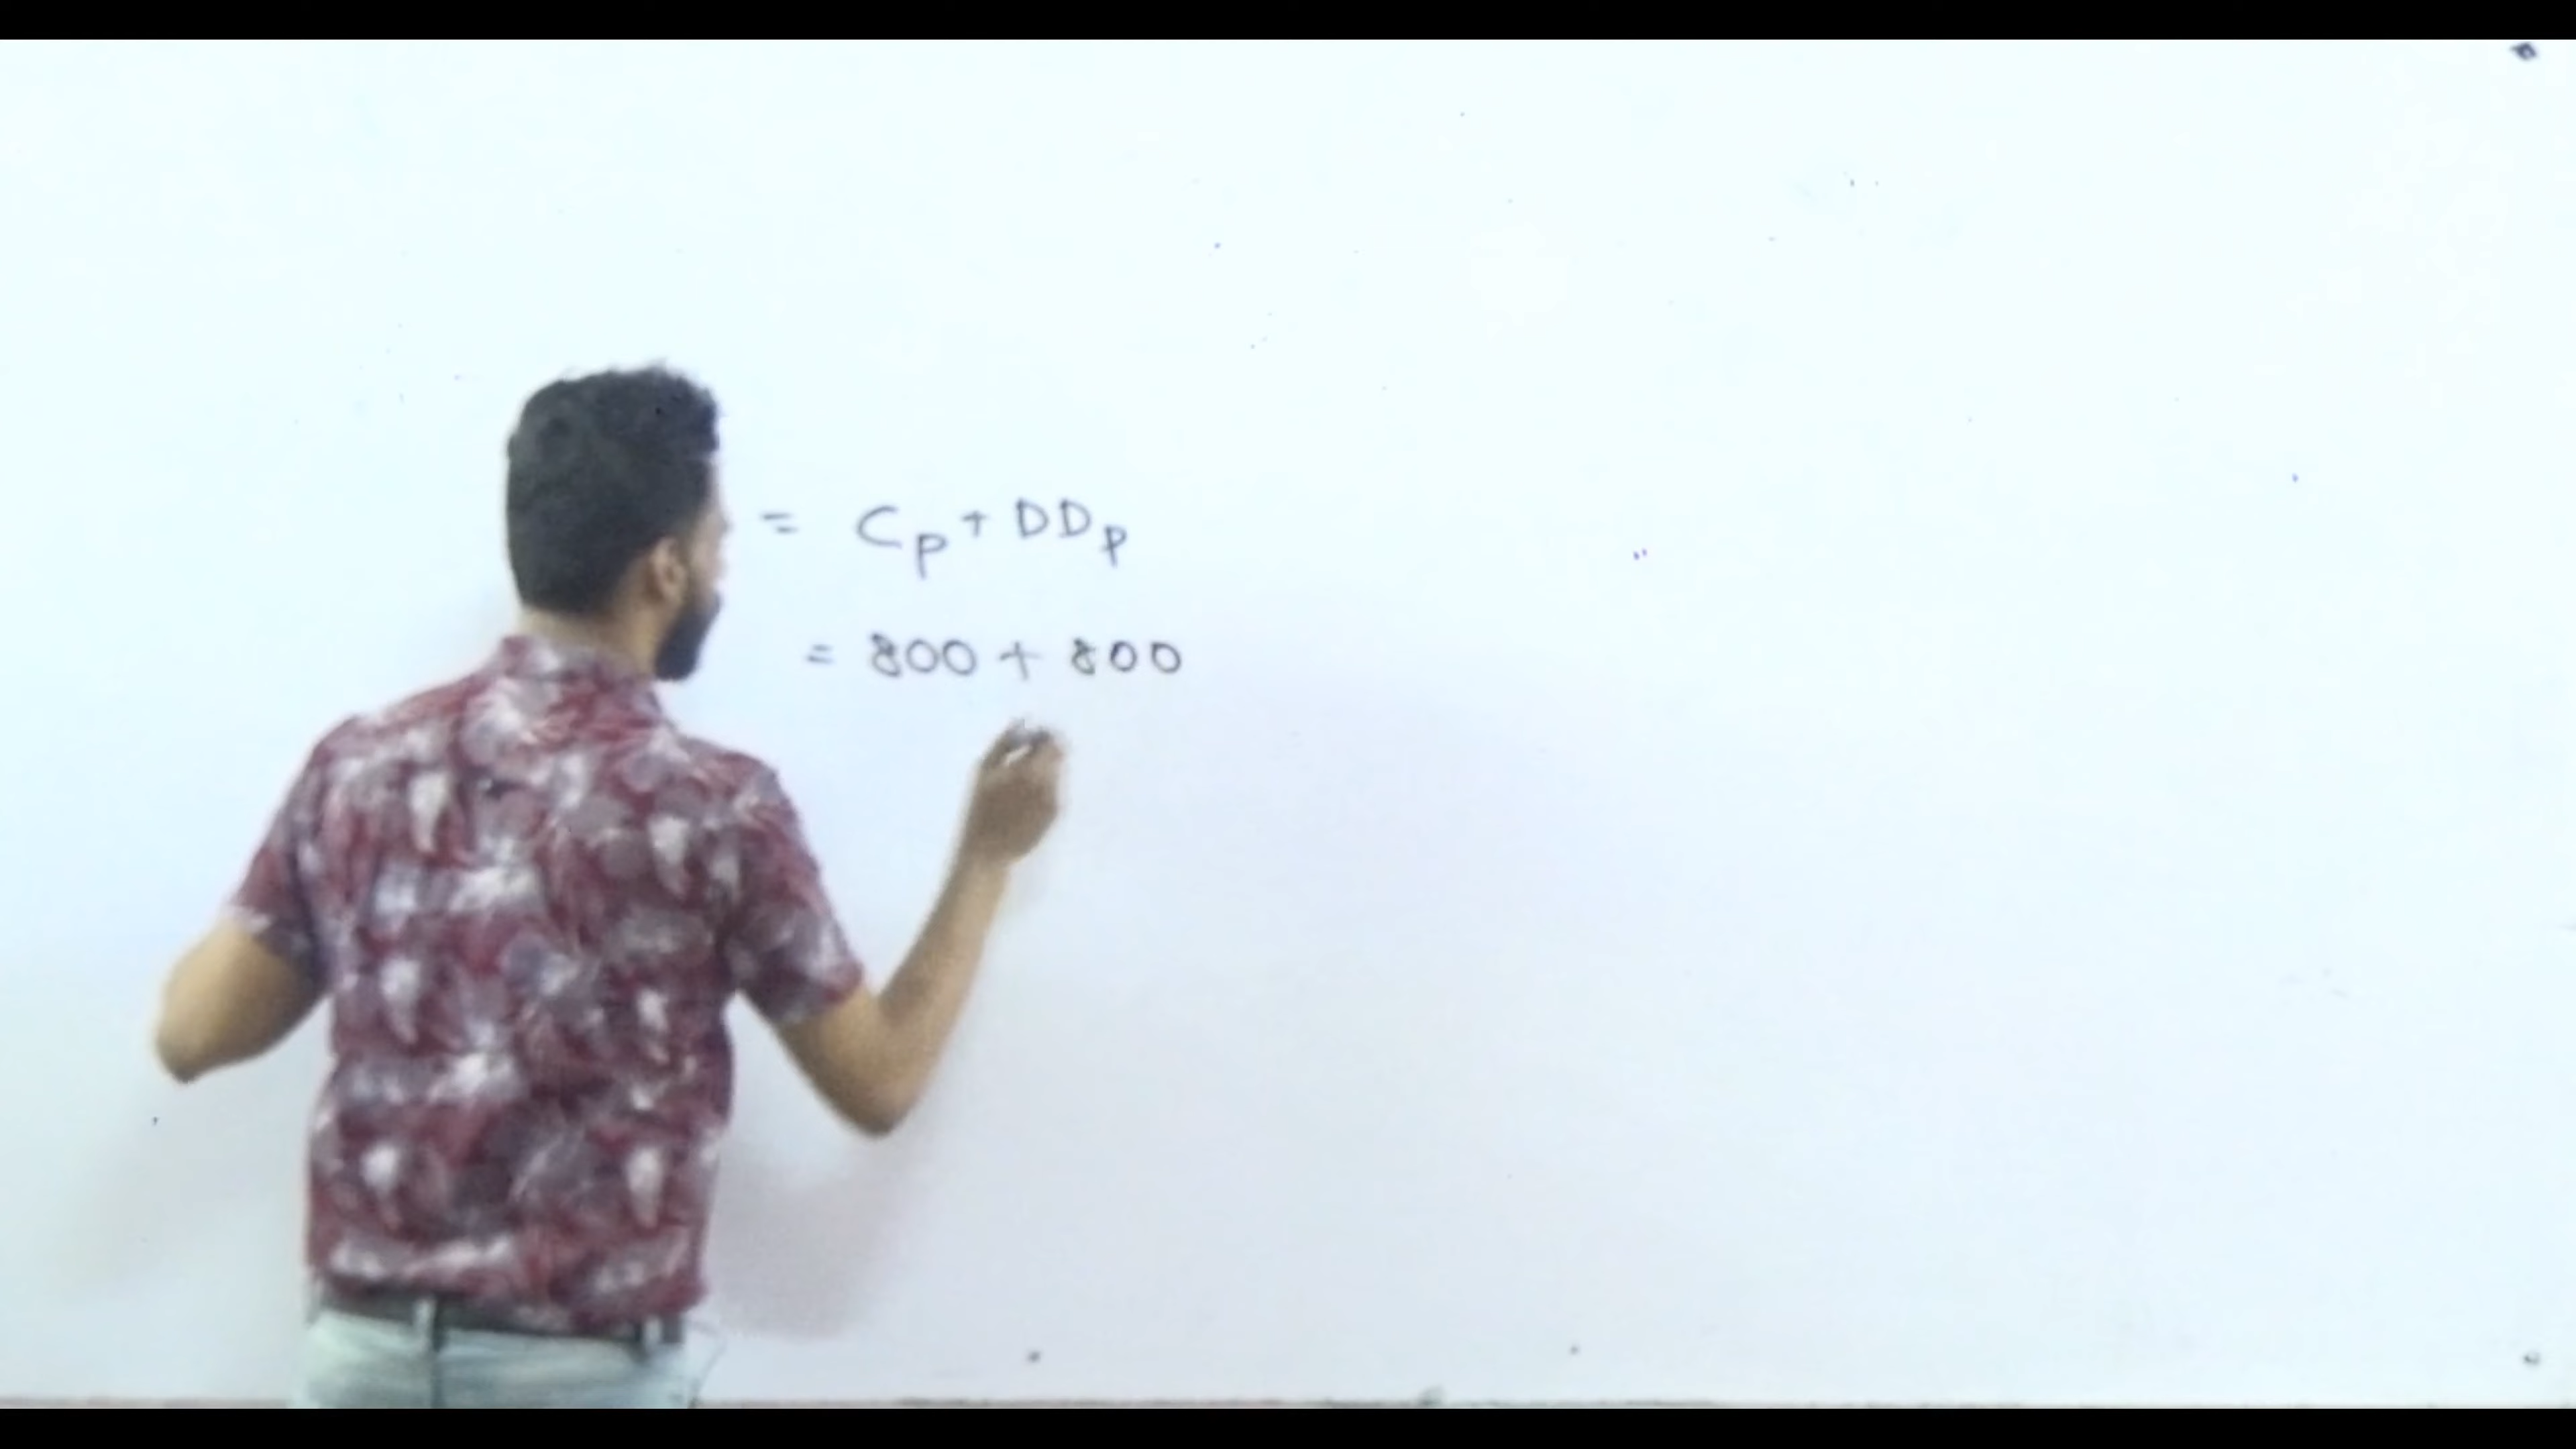 = Cp + DDp
= 800 + 800